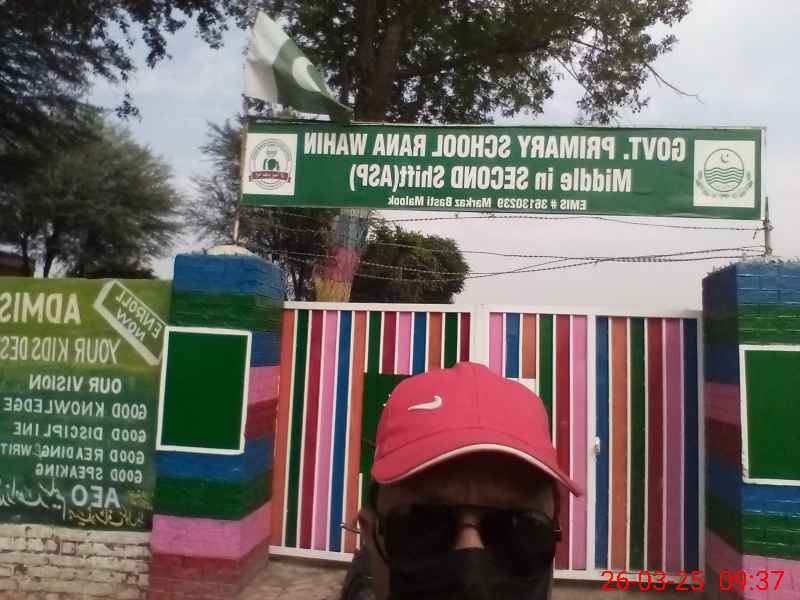 GOVT. PRIMARY SCHOOL RANA WAHIN
Middle in SECOND Shift(ASP)
EMIS # 36130239 Markaz Basti Malook
ENROLL
NOW
ADMIS
YOUR KIDS DES
OUR VISION
GOOD KNOWLEDGE
GOOD DISCIPLINE
GOOD READING & WRIT
GOOD SPEAKING
AEO
26-03-25 09:37